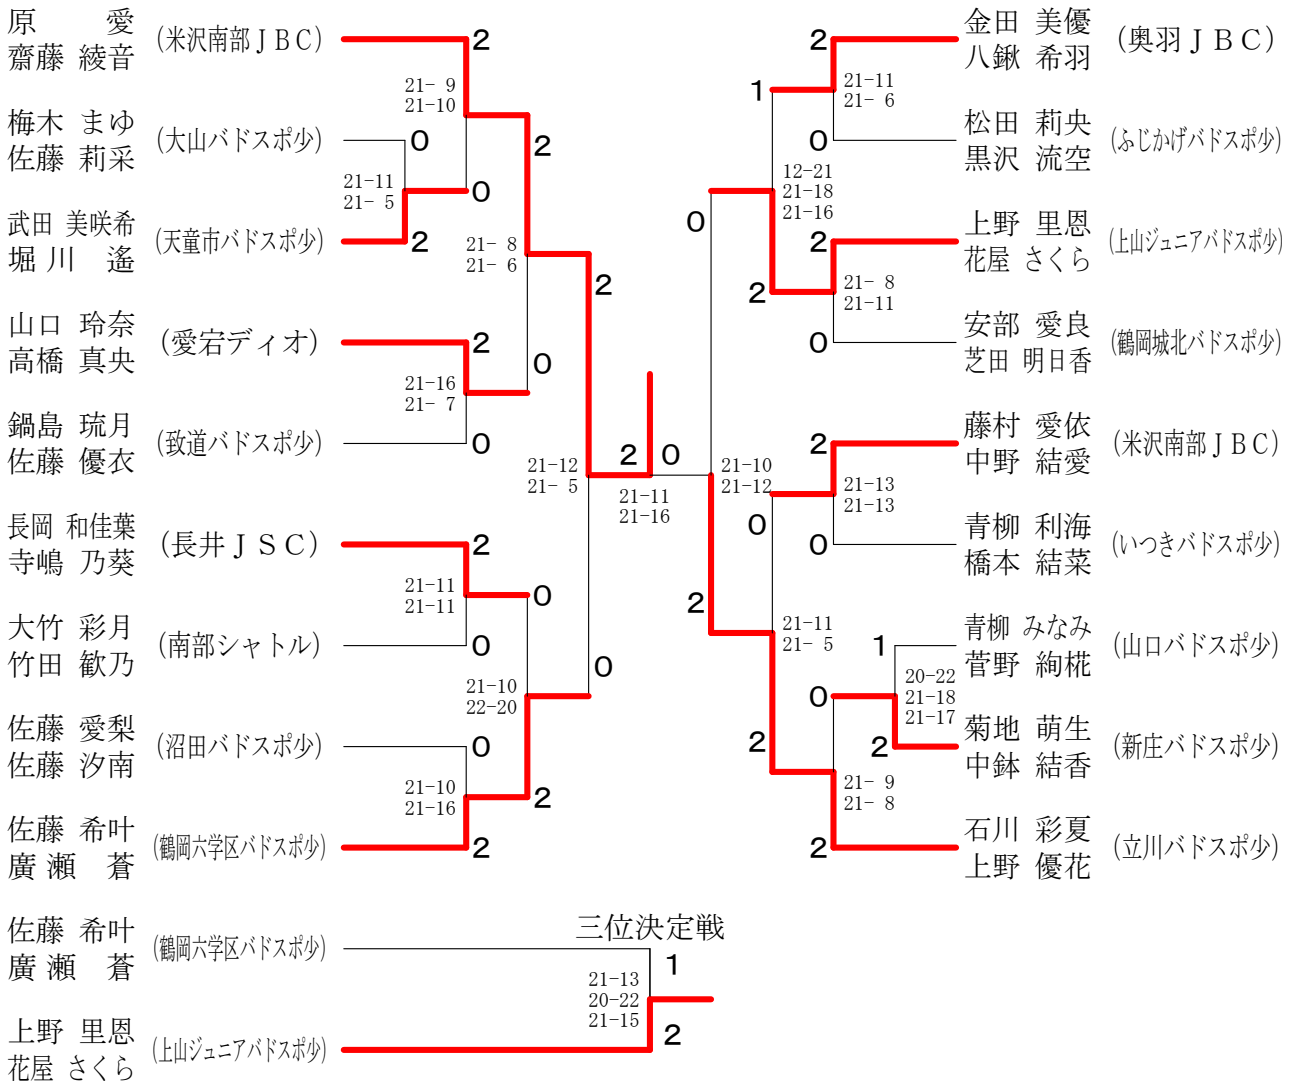 原 愛
齋藤 綾音
(米沢南部ＪＢＣ)
梅木 まゆ
佐藤 莉采
(大山バドスポ少)
武田 美咲希
堀川 遙
(天童市バドスポ少)
山口 玲奈
高橋 真央
(愛宕ディオ)
鍋島 琉月
佐藤 優衣
(致道バドスポ少)
長岡 和佳葉
寺嶋 乃葵
(長井ＪＳＣ)
大竹 彩月
竹田 歓乃
(南部シャトル)
佐藤 愛梨
佐藤 汐南
(沼田バドスポ少)
佐藤 希叶
廣瀬 蒼
(鶴岡六学区バドスポ少)
2
21- 9
21-10
0
21-11
21- 5
2
0
2
21- 8
21- 6
2
21-16
21- 7
0
0
2
21-12
21- 5
2
21-11
21-11
0
0
21-10
22-20
0
0
21-10
21-16
2
2
2
0
21-11
21-16
金田 美優
八鍬 希羽
(奥羽ＪＢＣ)
松田 莉央
黒沢 流空
(ふじかげバドスポ少)
上野 里恩
花屋 さくら
(上山ジュニアバドスポ少)
安部 愛良
芝田 明日香
(鶴岡城北バドスポ少)
藤村 愛依
中野 結愛
(米沢南部ＪＢＣ)
青柳 利海
橋本 結菜
(いつきバドスポ少)
青柳 みなみ
菅野 絢椛
(山口バドスポ少)
菊地 萌生
中鉢 結香
(新庄バドスポ少)
石川 彩夏
上野 優花
(立川バドスポ少)
2
21-11
21- 6
1
0
12-21
21-18
21-16
0
2
21- 8
21-11
2
0
2
21-10
21-12
21-13
21-13
0
0
2
21-11
21- 5
1
20-22
21-18
21-17
0
2
2
21- 9
21- 8
2
三位決定戦
佐藤 希叶
廣瀬 蒼
(鶴岡六学区バドスポ少)
1
21-13
20-22
21-15
2
上野 里恩
花屋 さくら
(上山ジュニアバドスポ少)